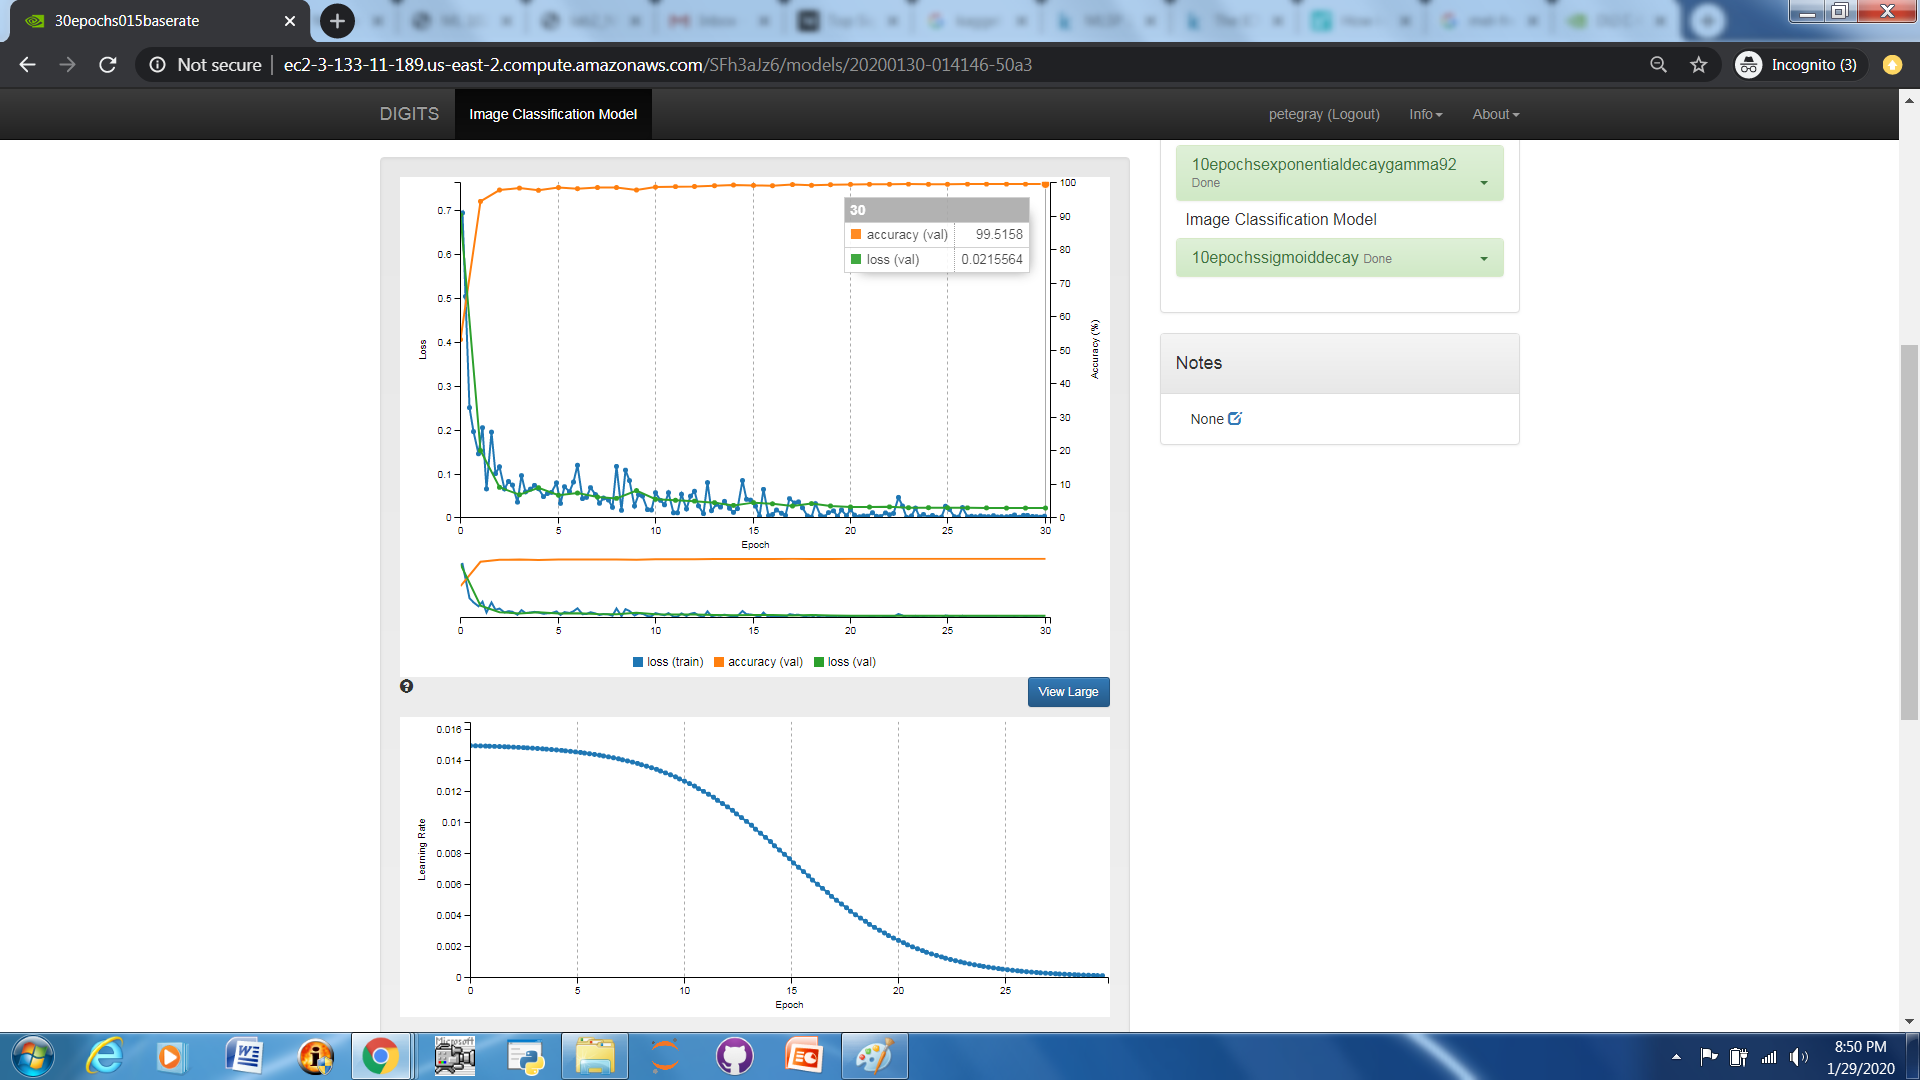 30epochs015baserate
Not secure
ec2-3-133-11-189.us-east-2.compute.amazonaws.com/SFh3aJz6/models/20200130-014146-50a3
Incognito (3)
DIGITS
Image Classification Model
petegray (Logout)
Info
About
10epochsexponentialdecaygamma92
Done
Image Classification Model
10epochssigmoiddecay Done
Notes
None
0.7
0.6
0.5
0.4
0.3
0.2
0.1
0
Loss
100
90
80
70
60
50
40
30
20
10
0
Accuracy (%)
30
accuracy (val) 99.5158
loss (val) 0.0215564
0 5 10 15 20 25 30
Epoch
0 5 10 15 20 25 30
loss (train) accuracy (val) loss (val)
View Large
0.016
0.014
0.012
0.01
0.008
0.006
0.004
0.002
0
Learning Rate
0 5 10 15 20 25
Epoch
8:50 PM
1/29/2020